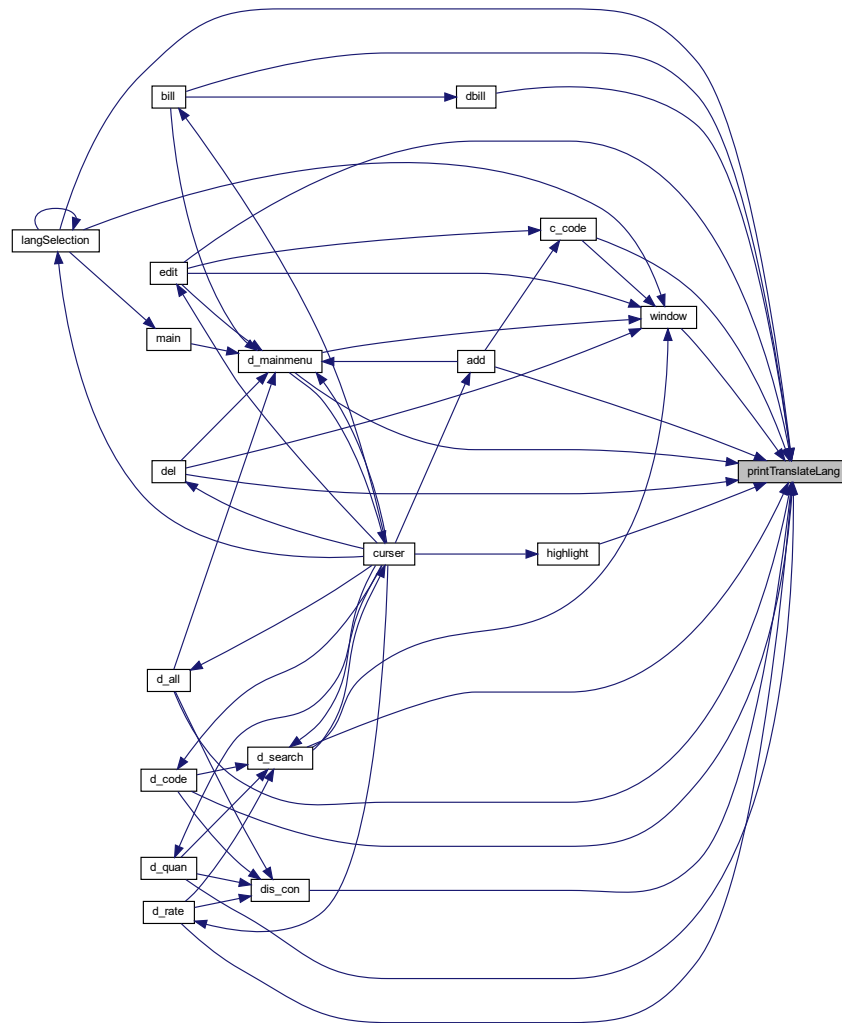 bill
dbill
c_code
langSelection
edit
window
main
d_mainmenu
add
del
printTranslateLang
curser
highlight
d_all
d_search
d_code
d_quan
dis_con
d_rate